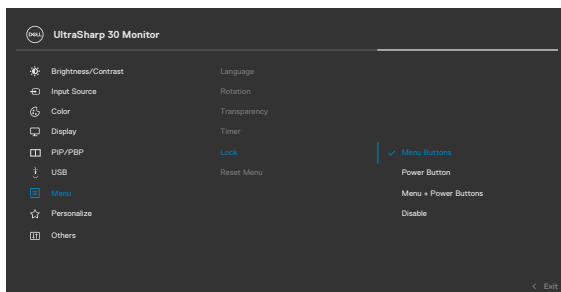 DELL UltraSharp 30 Monitor
Brightness/Contrast
Language
Input Source
Rotation
Color
Transparency
Display
Timer
PIP/PBP
Lock
Menu Buttons
USB
Reset Menu
Power Button
Menu
Menu + Power Buttons
Personalize
Disable
Others
Exit